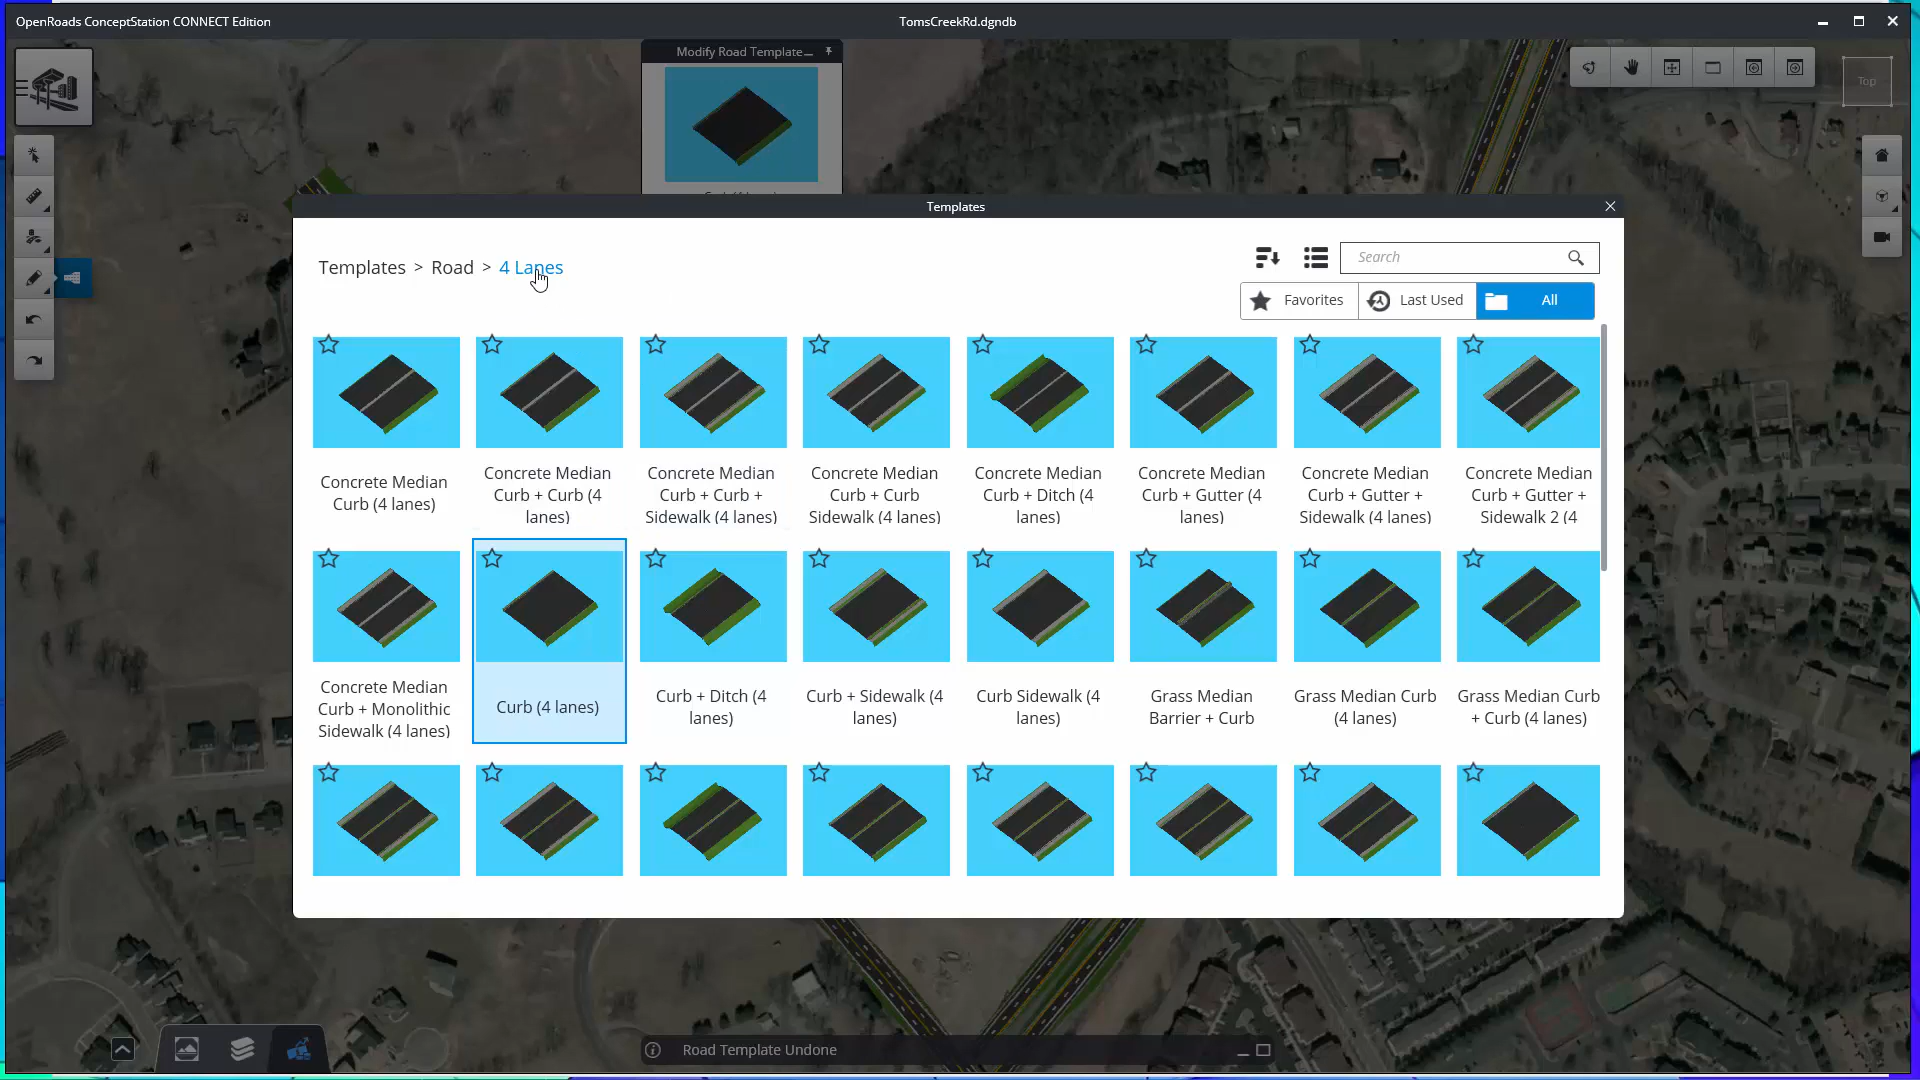 OpenRoads ConceptStation CONNECT Edition
TomsCreekRd.dgndb
Modify Road Template
Top
Templates
Templates > Road > 4 Lanes
Search
Favorites
Last Used
All
Concrete Median
Curb (4 lanes)
Concrete Median
Curb + Curb (4
lanes)
Concrete Median
Curb + Curb +
Sidewalk (4 lanes)
Concrete Median
Curb + Curb
Sidewalk (4 lanes)
Concrete Median
Curb + Ditch (4
lanes)
Concrete Median
Curb + Gutter (4
lanes)
Concrete Median
Curb + Gutter +
Sidewalk (4 lanes)
Concrete Median
Curb + Gutter +
Sidewalk 2 (4
Concrete Median
Curb + Monolithic
Sidewalk (4 lanes)
Curb (4 lanes)
Curb + Ditch (4
lanes)
Curb + Sidewalk (4
lanes)
Curb Sidewalk (4
lanes)
Grass Median
Barrier + Curb
Grass Median Curb
(4 lanes)
Grass Median Curb
+ Curb (4 lanes)
Road Template Undone